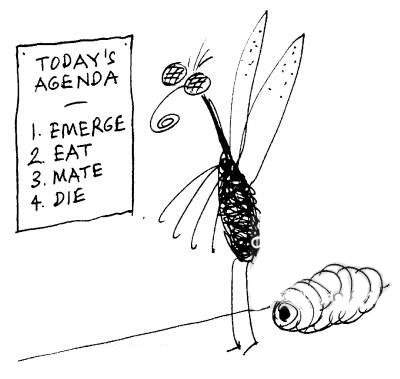 TODAY'S
AGENDA
—
1. EMERGE
2. EAT
3. MATE
4. DIE